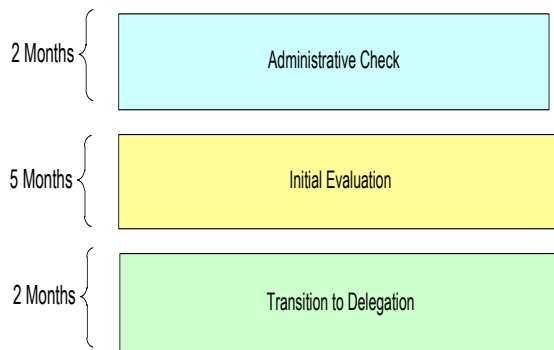 2 Months
Administrative Check
5 Months
Initial Evaluation
2 Months
Transition to Delegation